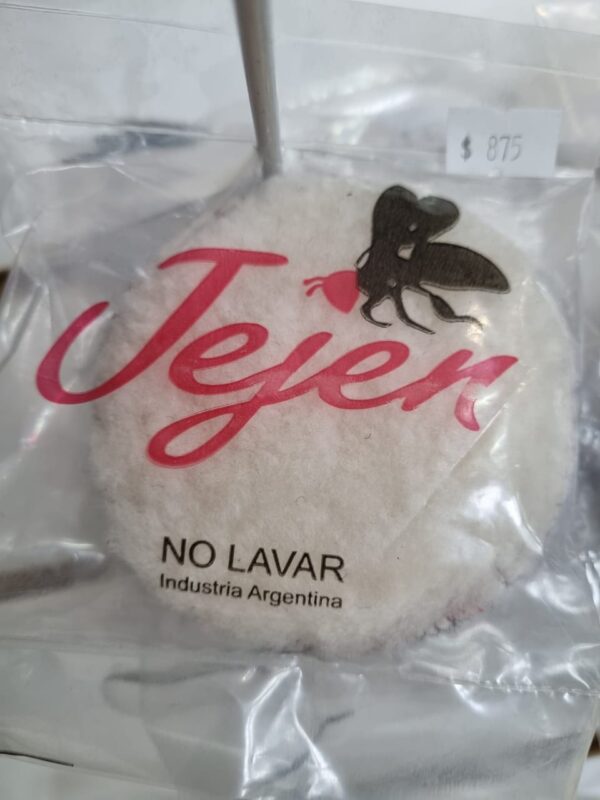 $ 875
Jejen
NO LAVAR
Industria Argentina